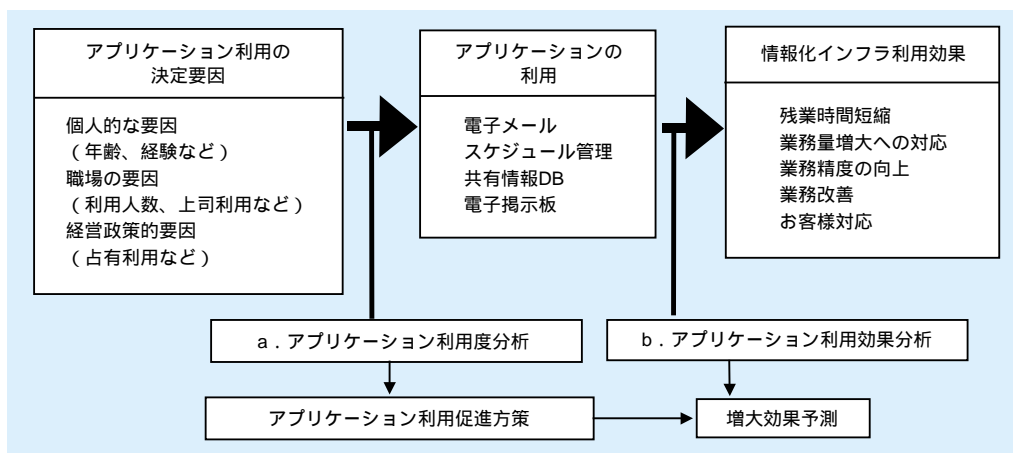 アプリケーション利用の
決定要因
個人的な要因
(年齢、経験など)
職場の要因
(利用人数、上司利用など)
経営政策的要因
(占有利用など)
アプリケーションの
利用
電子メール
スケジュール管理
共有情報DB
電子掲示板
情報化インフラ利用効果
残業時間短縮
業務量増大への対応
業務精度の向上
業務改善
お客様対応
a.アプリケーション利用度分析
b.アプリケーション利用効果分析
アプリケーション利用促進方策
増大効果予測